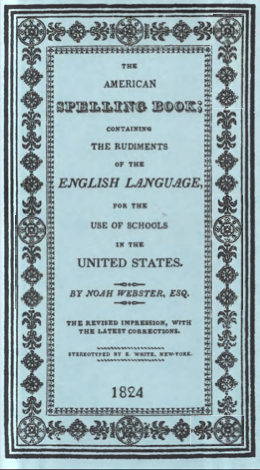 THE
AMERICAN
SPELLING BOOK;
CONTAINING
THE RUDIMENTS
OF THE
ENGLISH LANGUAGE,
FOR THE
USE OF SCHOOLS
IN THE
UNITED STATES.
BY NOAH WEBSTER, ESQ.
THE REVISED IMPRESSION, WITH
THE LATEST CORRECTIONS.
STEREOTYPED BY E. WHITE, NEW-YORK.
1824